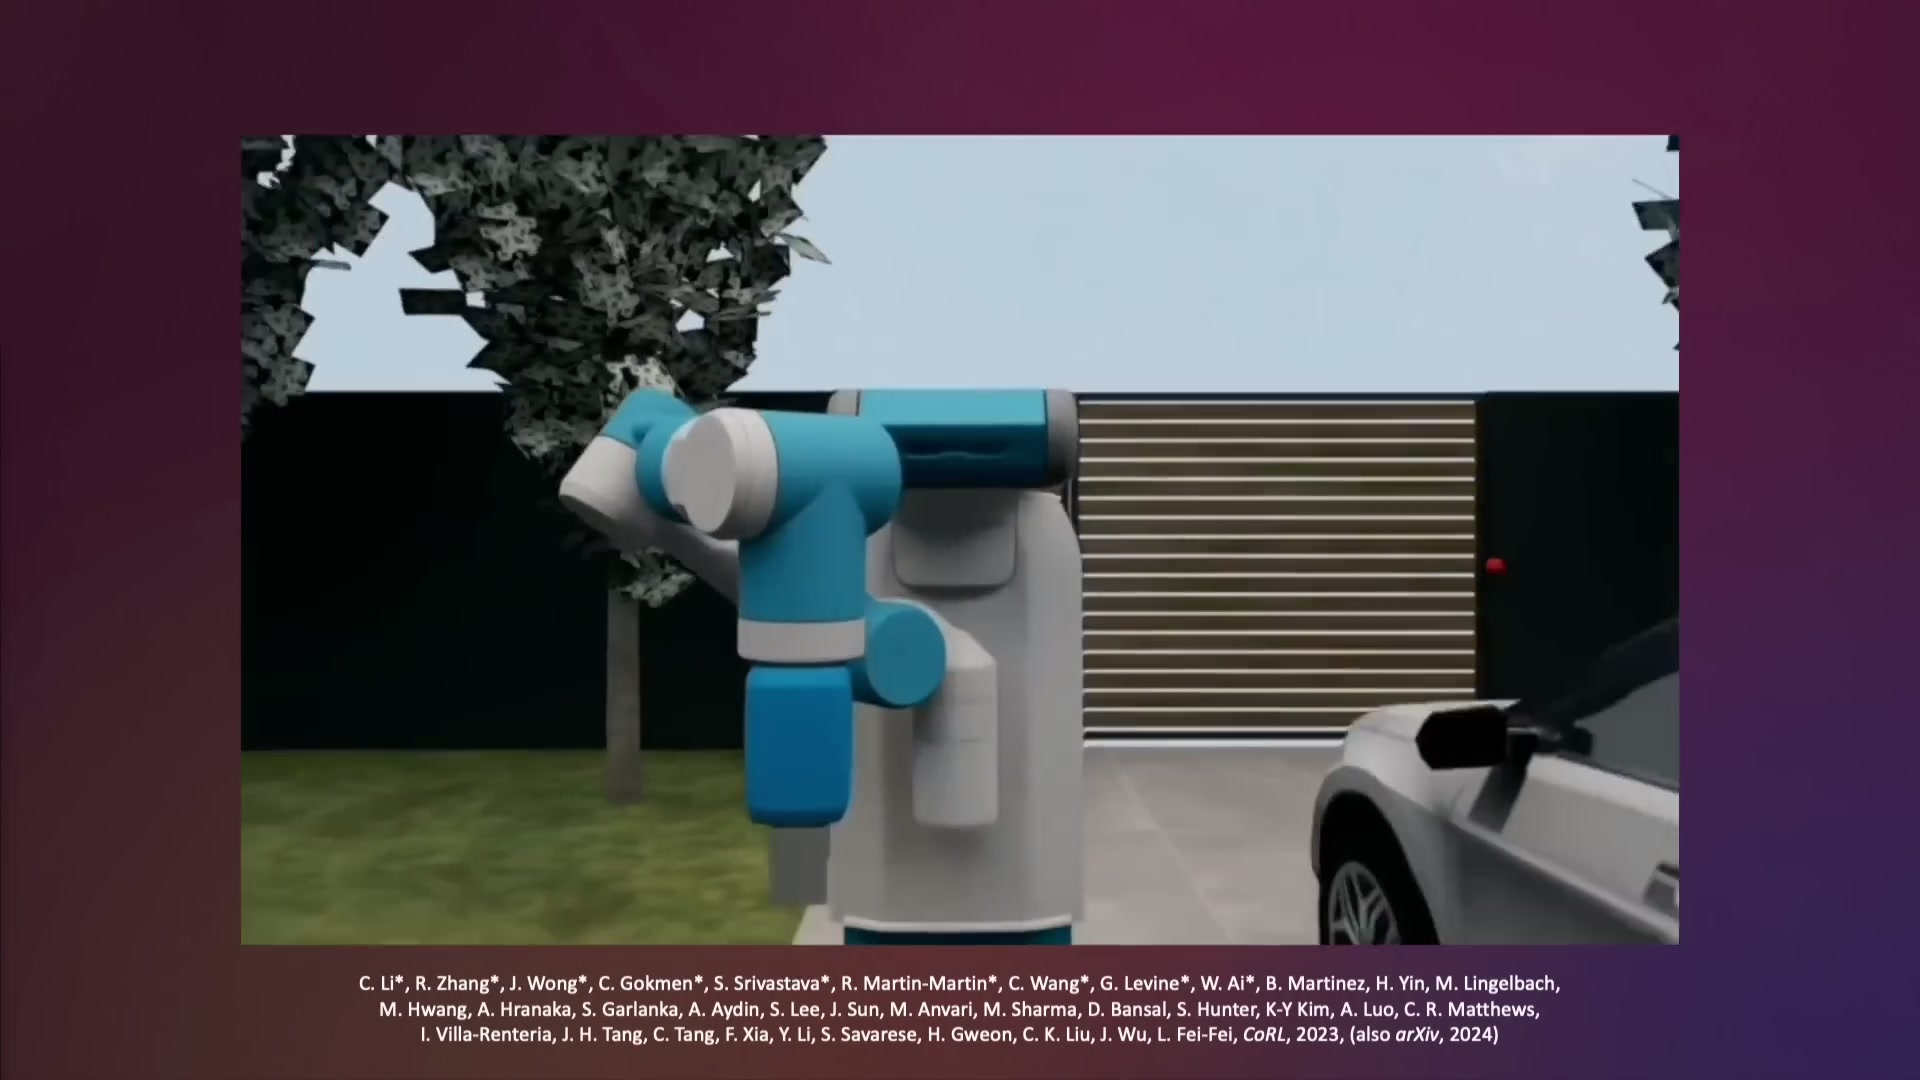 C. Li*, R. Zhang*, J. Wong*, C. Gokmen*, S. Srivastava*, R. Martin-Martin*, C. Wang*, G. Levine*, W. Ai*, B. Martinez, H. Yin, M. Lingelbach,
M. Hwang, A. Hranaka, S. Garlanka, A. Aydin, S. Lee, J. Sun, M. Anvari, M. Sharma, D. Bansal, S. Hunter, K-Y Kim, A. Luo, C. R. Matthews,
I. Villa-Renteria, J. H. Tang, C. Tang, F. Xia, Y. Li, S. Savarese, H. Gweon, C. K. Liu, J. Wu, L. Fei-Fei, CoRL, 2023, (also arXiv, 2024)